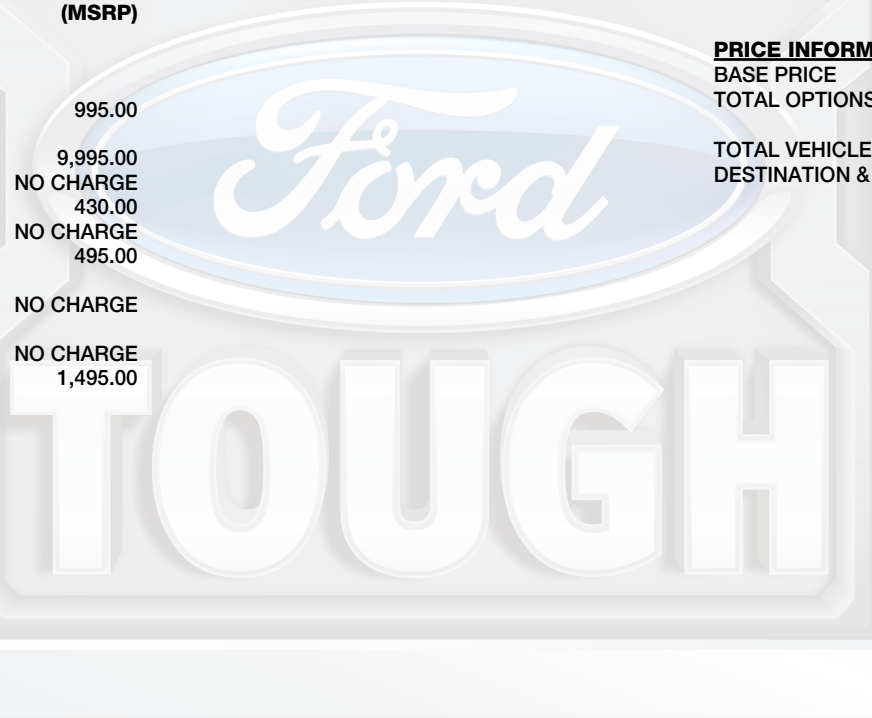 (MSRP)
995.00
9,995.00
NO CHARGE
430.00
NO CHARGE
495.00
NO CHARGE
NO CHARGE
1,495.00
PRICE INFORM
BASE PRICE
TOTAL OPTIONS
TOTAL VEHICLE
DESTINATION &
Ford
TOUGH